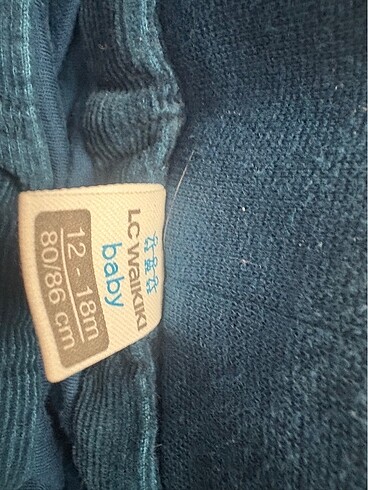 LC WAIKIKI
baby
12 - 18m
80/86 cm